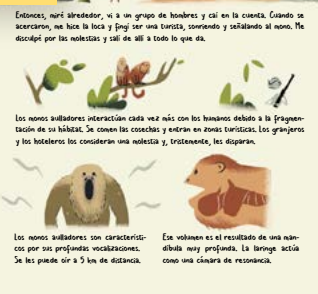 Entonces, miré alrededor, vi a un grupo de hombres y caí en la cuenta. Cuando se
acercaron, me hice la loca y fingí ser una turista, sonriendo y señalando al mono. Me
disculpé por las molestias y salí de allí a todo lo que da.
Los monos aulladores interactúan cada vez más con los humanos debido a la fragmen-
tación de su hábitat. Se comen las cosechas y entran en zonas turísticas. Los granjeros
y los hoteleros los consideran una molestia y, tristemente, les disparan.
Los monos aulladores son característi-
cos por sus profundas vocalizaciones.
Se les puede oír a 5 km de distancia.
Ese volumen es el resultado de una man-
díbula muy profunda. La laringe actúa
como una cámara de resonancia.